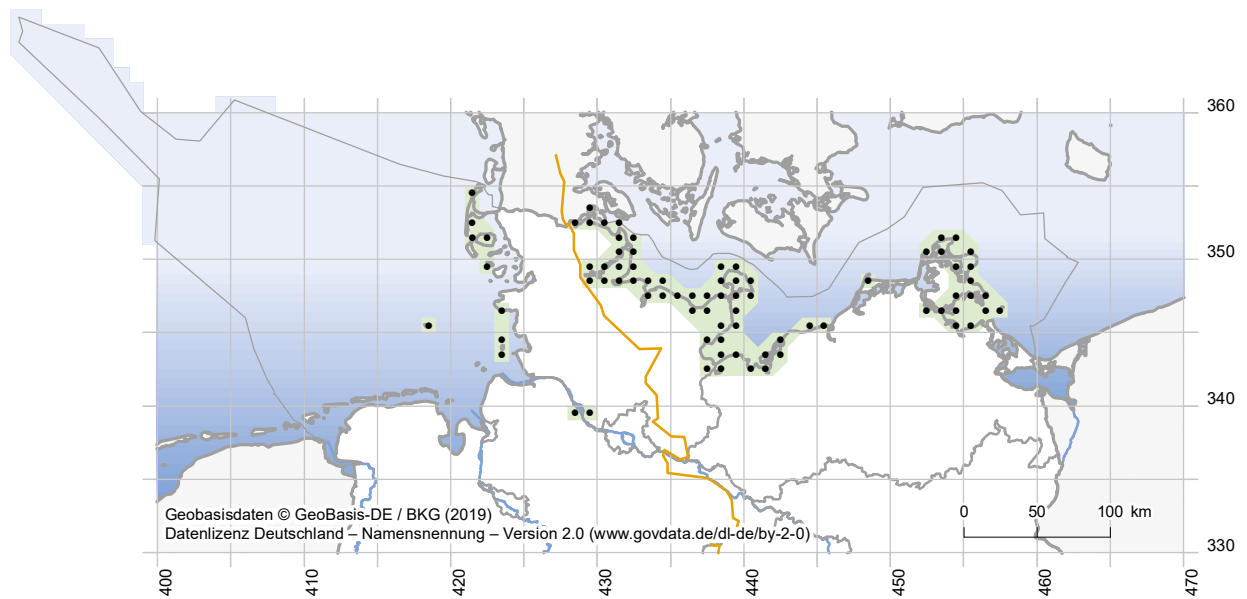 360
350
340
0 50 100 km
Geobasisdaten © GeoBasis-DE / BKG (2019)
Datenlizenz Deutschland – Namensnennung – Version 2.0 (www.govdata.de/dl-de/by-2-0)
330
400 410 420 430 440 450 460 470